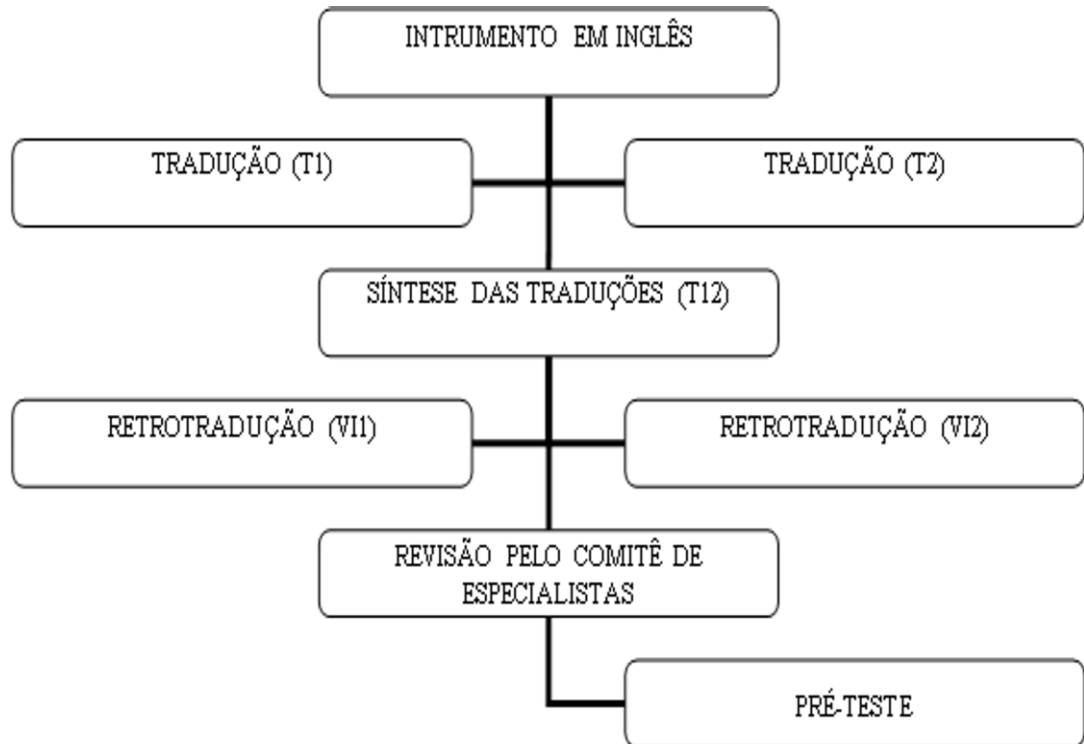 INTRUMENTO EM INGLÊS
TRADUÇÃO (T1)
TRADUÇÃO (T2)
SÍNTESE DAS TRADUÇÕES (T12)
RETROTRADUÇÃO (VI1)
RETROTRADUÇÃO (VI2)
REVISÃO PELO COMITÊ DE
ESPECIALISTAS
PRÉ-TESTE